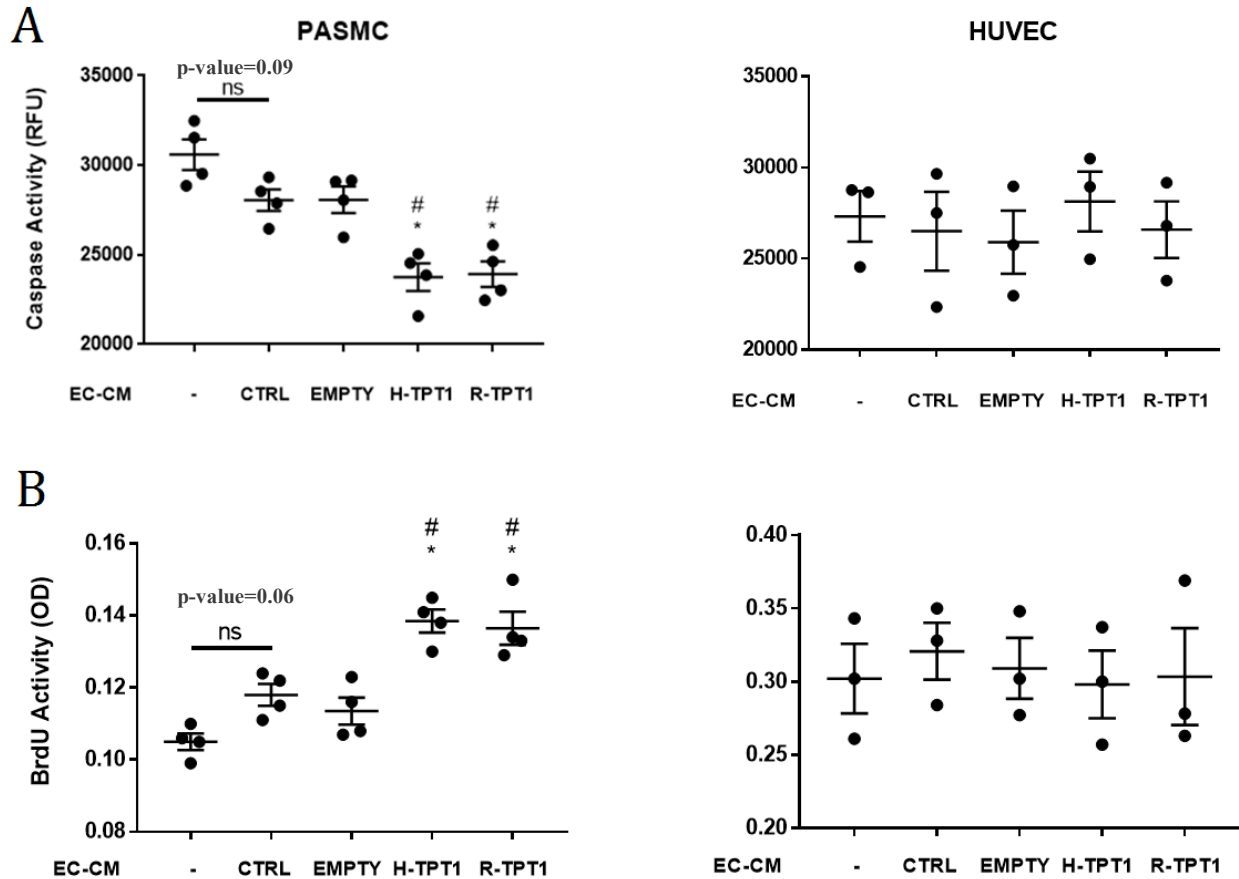 A
PASMC
HUVEC
Caspase Activity (RFU)
35000
30000
25000
20000
p-value=0.09
ns
# #
* *
EC-CM - CTRL EMPTY H-TPT1 R-TPT1
35000
30000
25000
20000
EC-CM - CTRL EMPTY H-TPT1 R-TPT1
B
BrdU Activity (OD)
0.16
0.14
0.12
0.10
0.08
p-value=0.06
ns
# #
* *
EC-CM - CTRL EMPTY H-TPT1 R-TPT1
0.40
0.35
0.30
0.25
0.20
EC-CM - CTRL EMPTY H-TPT1 R-TPT1